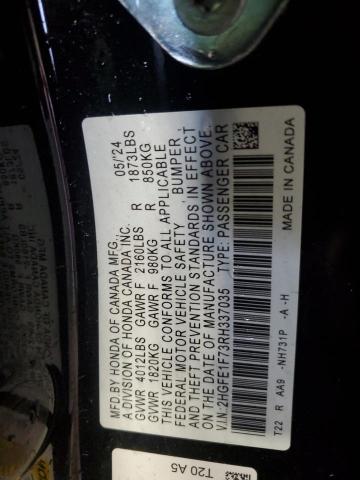 MFD.BY HONDA OF CANADA MFG.
A DIVISION OF HONDA CANADA INC. 05/'24
GVWR 4012LBS GAWR F 2160LBS R 1873LBS
GVWR 1820KG GAWR F 980KG R 850KG
THIS VEHICLE CONFORMS TO ALL APPLICABLE
FEDERAL MOTOR VEHICLE SAFETY, BUMPER,
AND THEFT PREVENTION STANDARDS IN EFFECT
ON THE DATE OF MANUFACTURE SHOWN ABOVE.
V.I.N: 2HGFE1F73RH337035 TYPE: PASSENGER CAR
T22 R AA9 -NH731P -A -H MADE IN CANADA
T20 A5